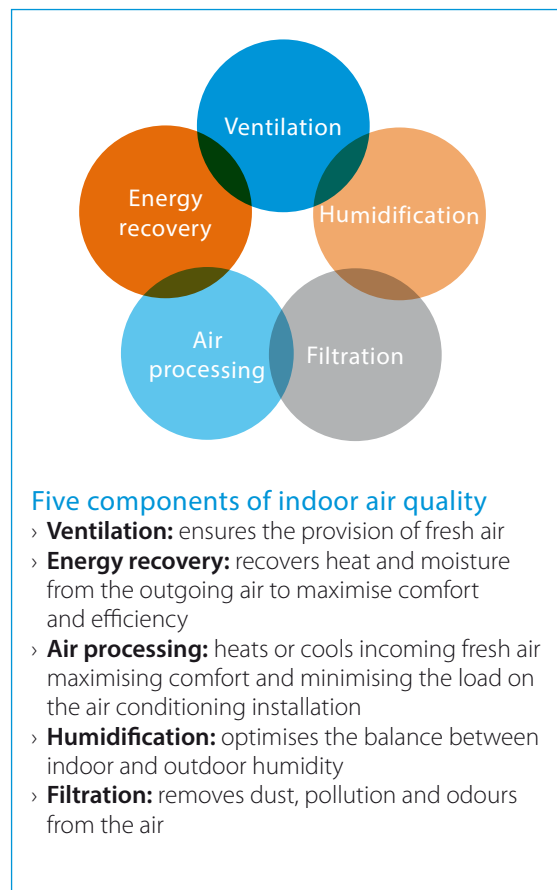 Ventilation
Energy
recovery
Humidification
Air
processing
Filtration
Five components of indoor air quality
› Ventilation: ensures the provision of fresh air
› Energy recovery: recovers heat and moisture
from the outgoing air to maximise comfort
and efficiency
› Air processing: heats or cools incoming fresh air
maximising comfort and minimising the load on
the air conditioning installation
› Humidification: optimises the balance between
indoor and outdoor humidity
› Filtration: removes dust, pollution and odours
from the air